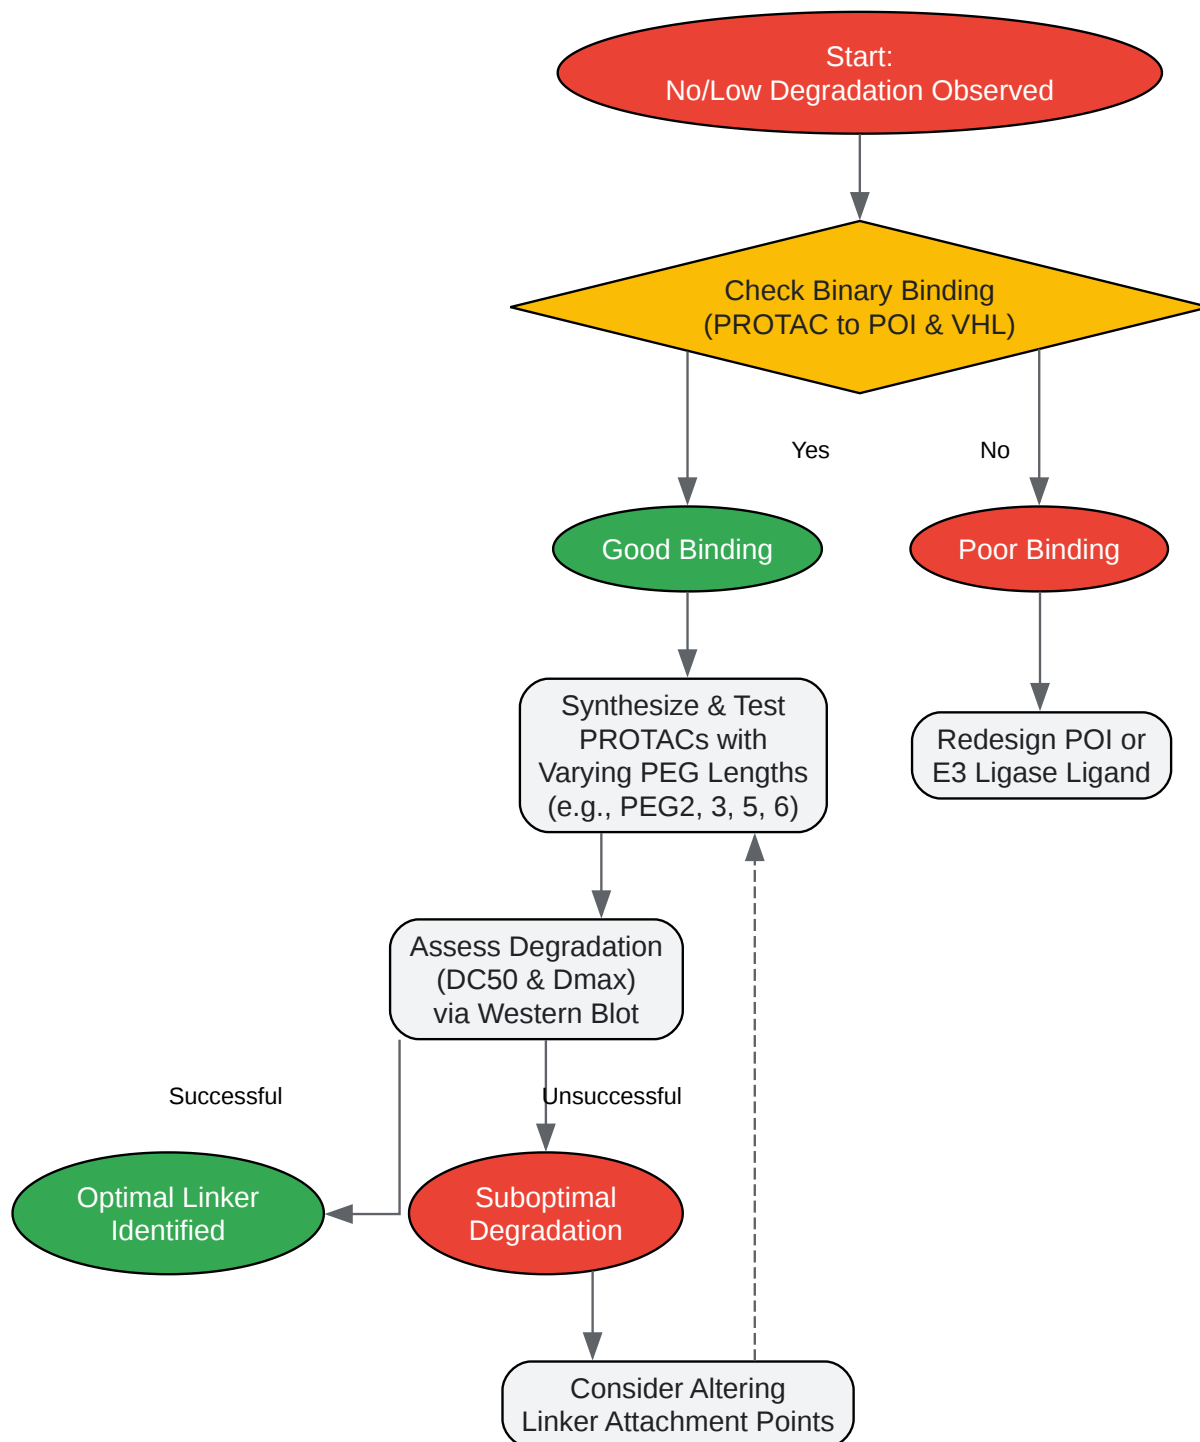 Start:
No/Low Degradation Observed
Check Binary Binding
(PROTAC to POI & VHL)
Yes
No
Good Binding
Poor Binding
Synthesize & Test
PROTACs with
Varying PEG Lengths
(e.g., PEG2, 3, 5, 6)
Redesign POI or
E3 Ligase Ligand
Assess Degradation
(DC50 & Dmax)
via Western Blot
Successful
Unsuccessful
Optimal Linker
Identified
Suboptimal
Degradation
Consider Altering
Linker Attachment Points